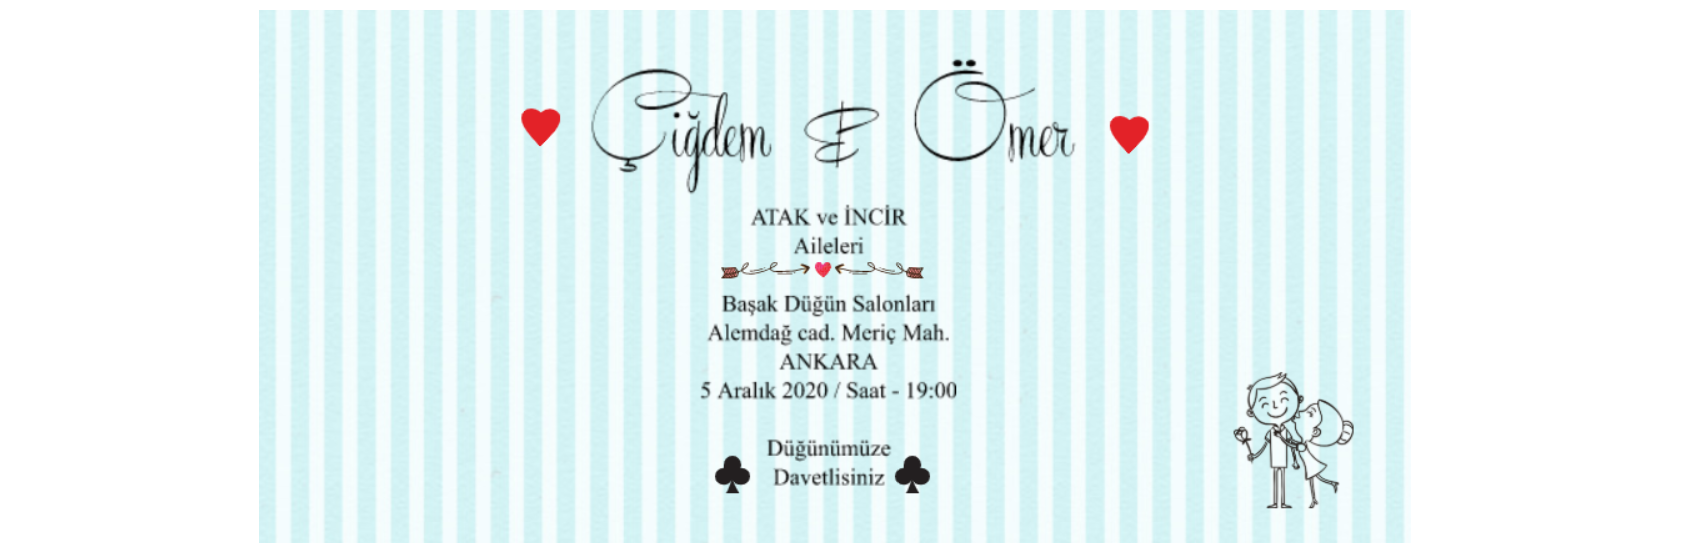 Çiğdem & Ömer
ATAK ve İNCİR
Aileleri
Başak Düğün Salonları
Alemdağ cad. Meriç Mah.
ANKARA
5 Aralık 2020 / Saat - 19:00
Düğünümüze
Davetlisiniz